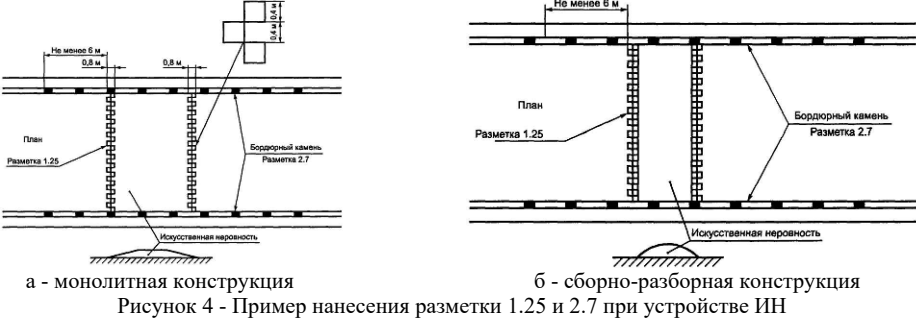 0,4 м
0,4 м
Не менее 6 м
0,8 м
0,8 м
План
Разметка 1.25
Бордюрный камень
Разметка 2.7
Искусственная неровность
а - монолитная конструкция
Не менее 6 м
План
Разметка 1.25
Бордюрный камень
Разметка 2.7
Искусственная неровность
б - сборно-разборная конструкция
Рисунок 4 - Пример нанесения разметки 1.25 и 2.7 при устройстве ИН